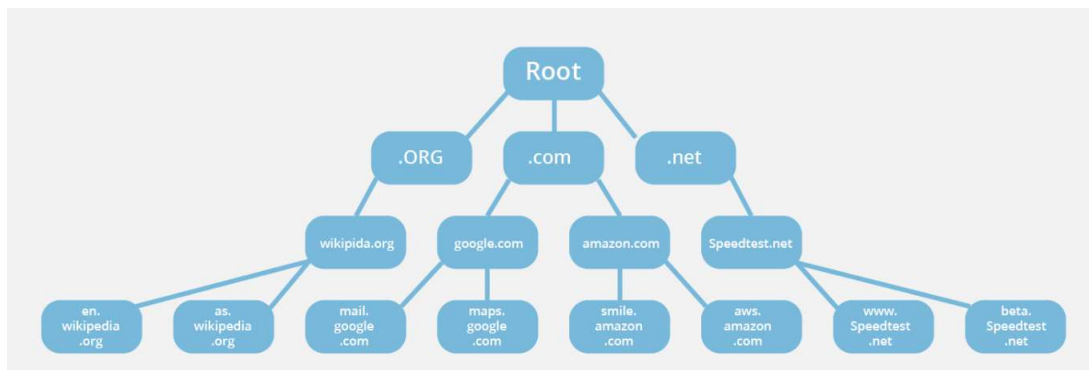 Root
.ORG
.com
.net
wikipida.org
google.com
amazon.com
Speedtest.net
en.
wikipedia
.org
as.
wikipedia
.org
mail.
google
.com
maps.
google
.com
smile.
amazon
.com
aws.
amazon
.com
www.
Speedtest
.net
beta.
Speedtest
.net